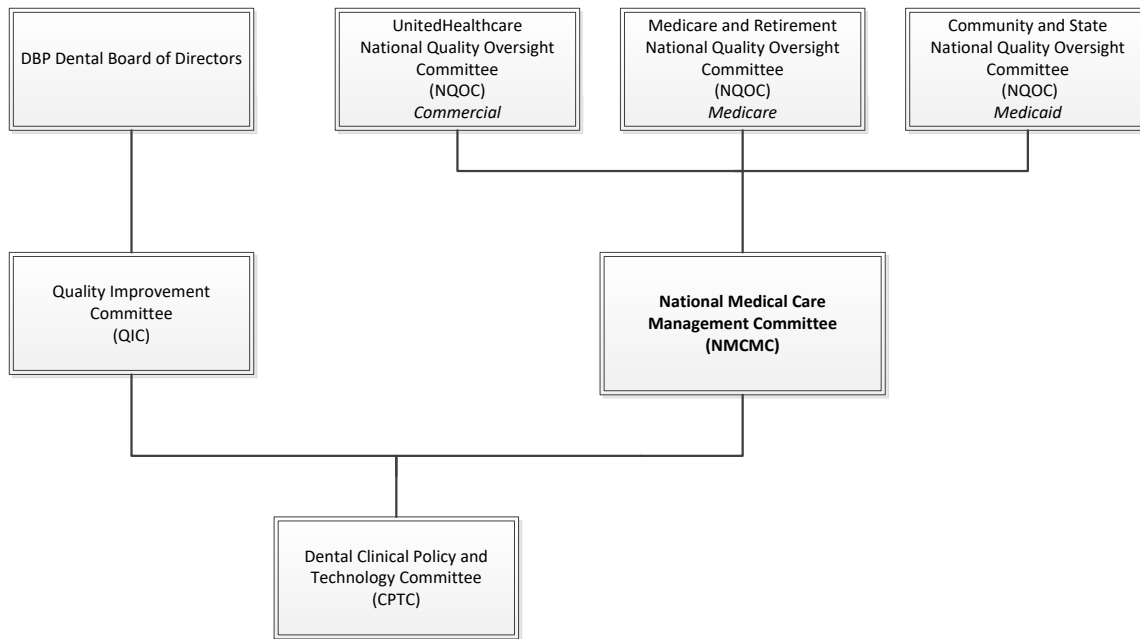 DBP Dental Board of Directors
UnitedHealthcare
National Quality Oversight
Committee
(NQOC)
Commercial
Medicare and Retirement
National Quality Oversight
Committee
(NQOC)
Medicare
Community and State
National Quality Oversight
Committee
(NQOC)
Medicaid
Quality Improvement
Committee
(QIC)
National Medical Care
Management Committee
(NMCMC)
Dental Clinical Policy and
Technology Committee
(CPTC)